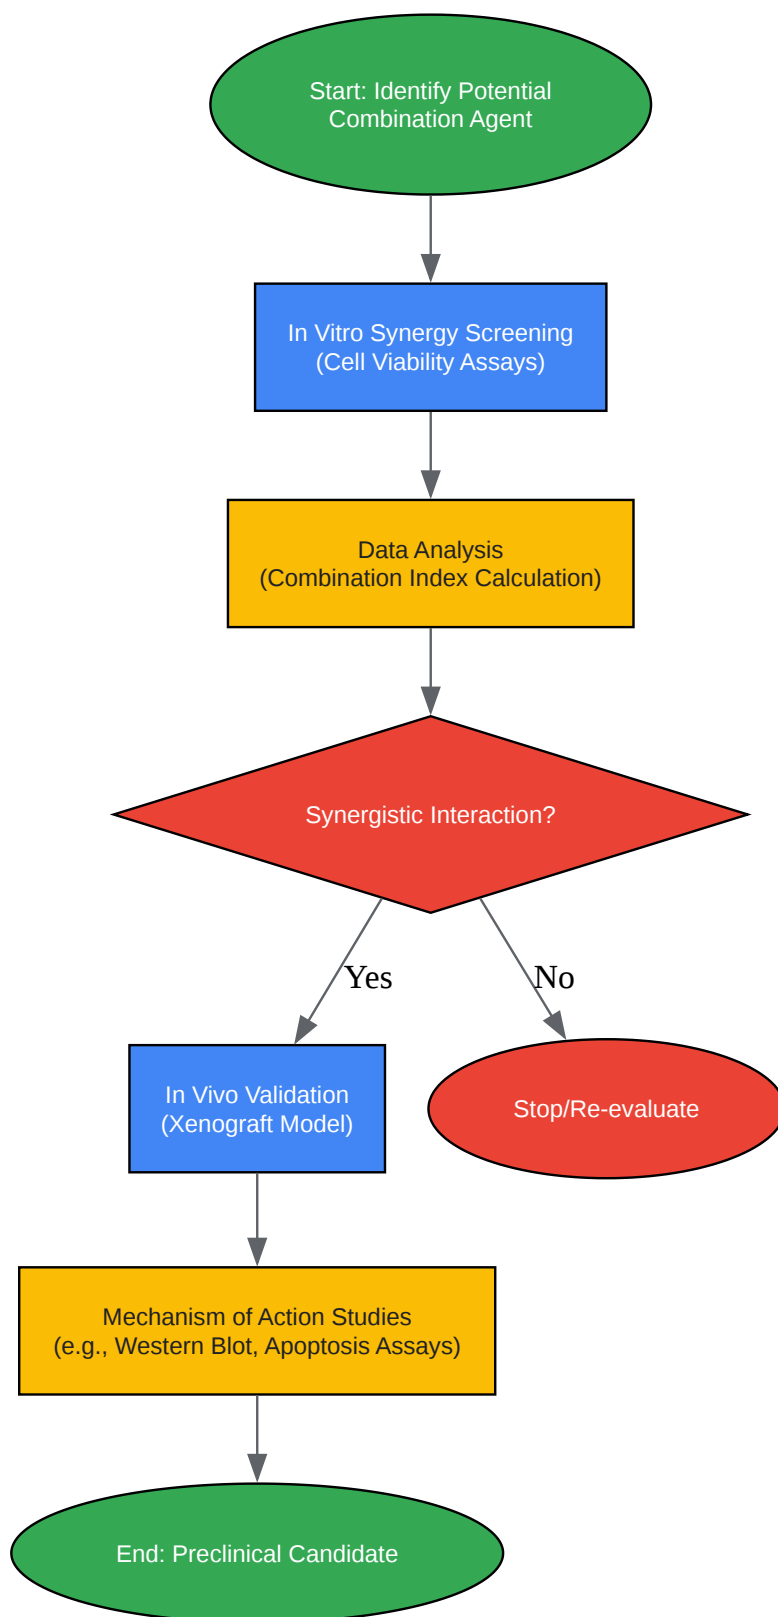 Start: Identify Potential
Combination Agent
In Vitro Synergy Screening
(Cell Viability Assays)
Data Analysis
(Combination Index Calculation)
Synergistic Interaction?
Yes
No
In Vivo Validation
(Xenograft Model)
Stop/Re-evaluate
Mechanism of Action Studies
(e.g., Western Blot, Apoptosis Assays)
End: Preclinical Candidate